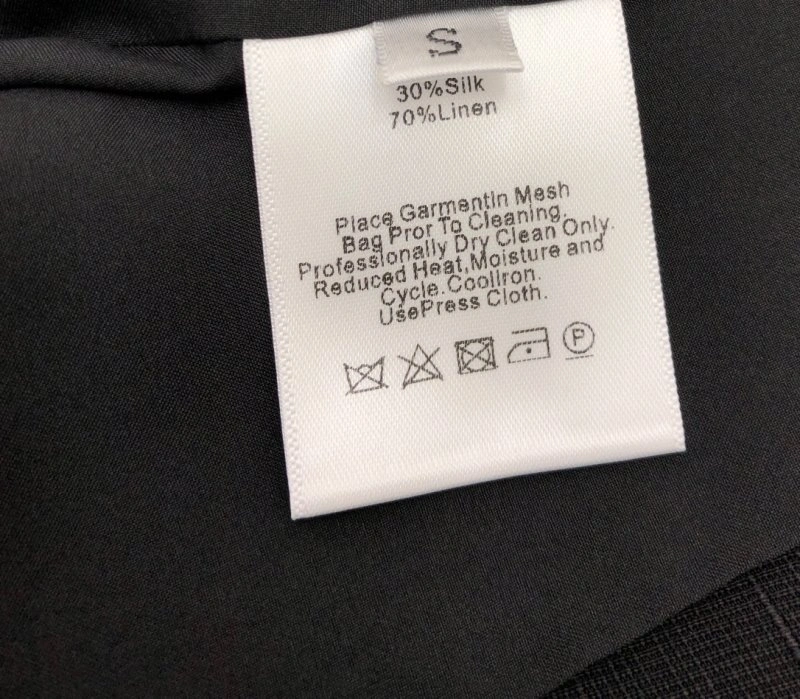 S
30%Silk
70%Linen
Place Garmentin Mesh
Bag Pror To Cleaning.
Professionally Dry Clean Only.
Reduced Heat,Moisture and
Cycle.CoolIron.
UsePress Cloth.
P